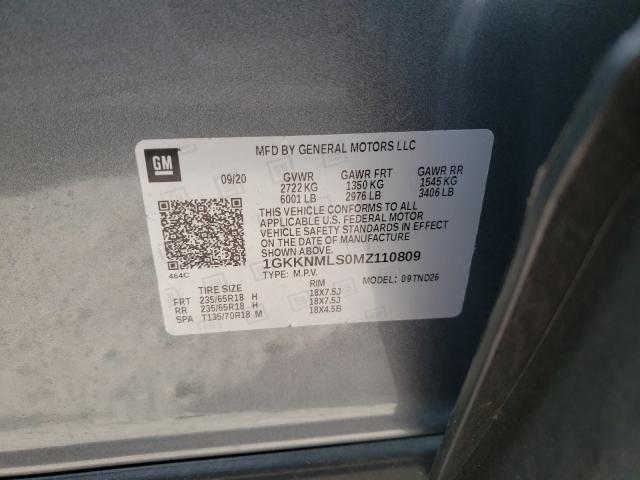 GM
MFD BY GENERAL MOTORS LLC
09/20 GVWR GAWR FRT GAWR RR
2722 KG 1350 KG 1545 KG
6001 LB 2976 LB 3406 LB
THIS VEHICLE CONFORMS TO ALL
APPLICABLE U.S. FEDERAL MOTOR
VEHICLE SAFETY STANDARDS IN EFFECT
ON THE DATE OF MANUFACTURE
SHOWN ABOVE.
1GKKNMLS0MZ110809
464C
TYPE: M.P.V. MODEL: 09TND26
TIRE SIZE RIM
FRT 235/65R18 H 18X7.5J
RR 235/65R18 H 18X7.5J
SPA T135/70R18 M 18X4.5B